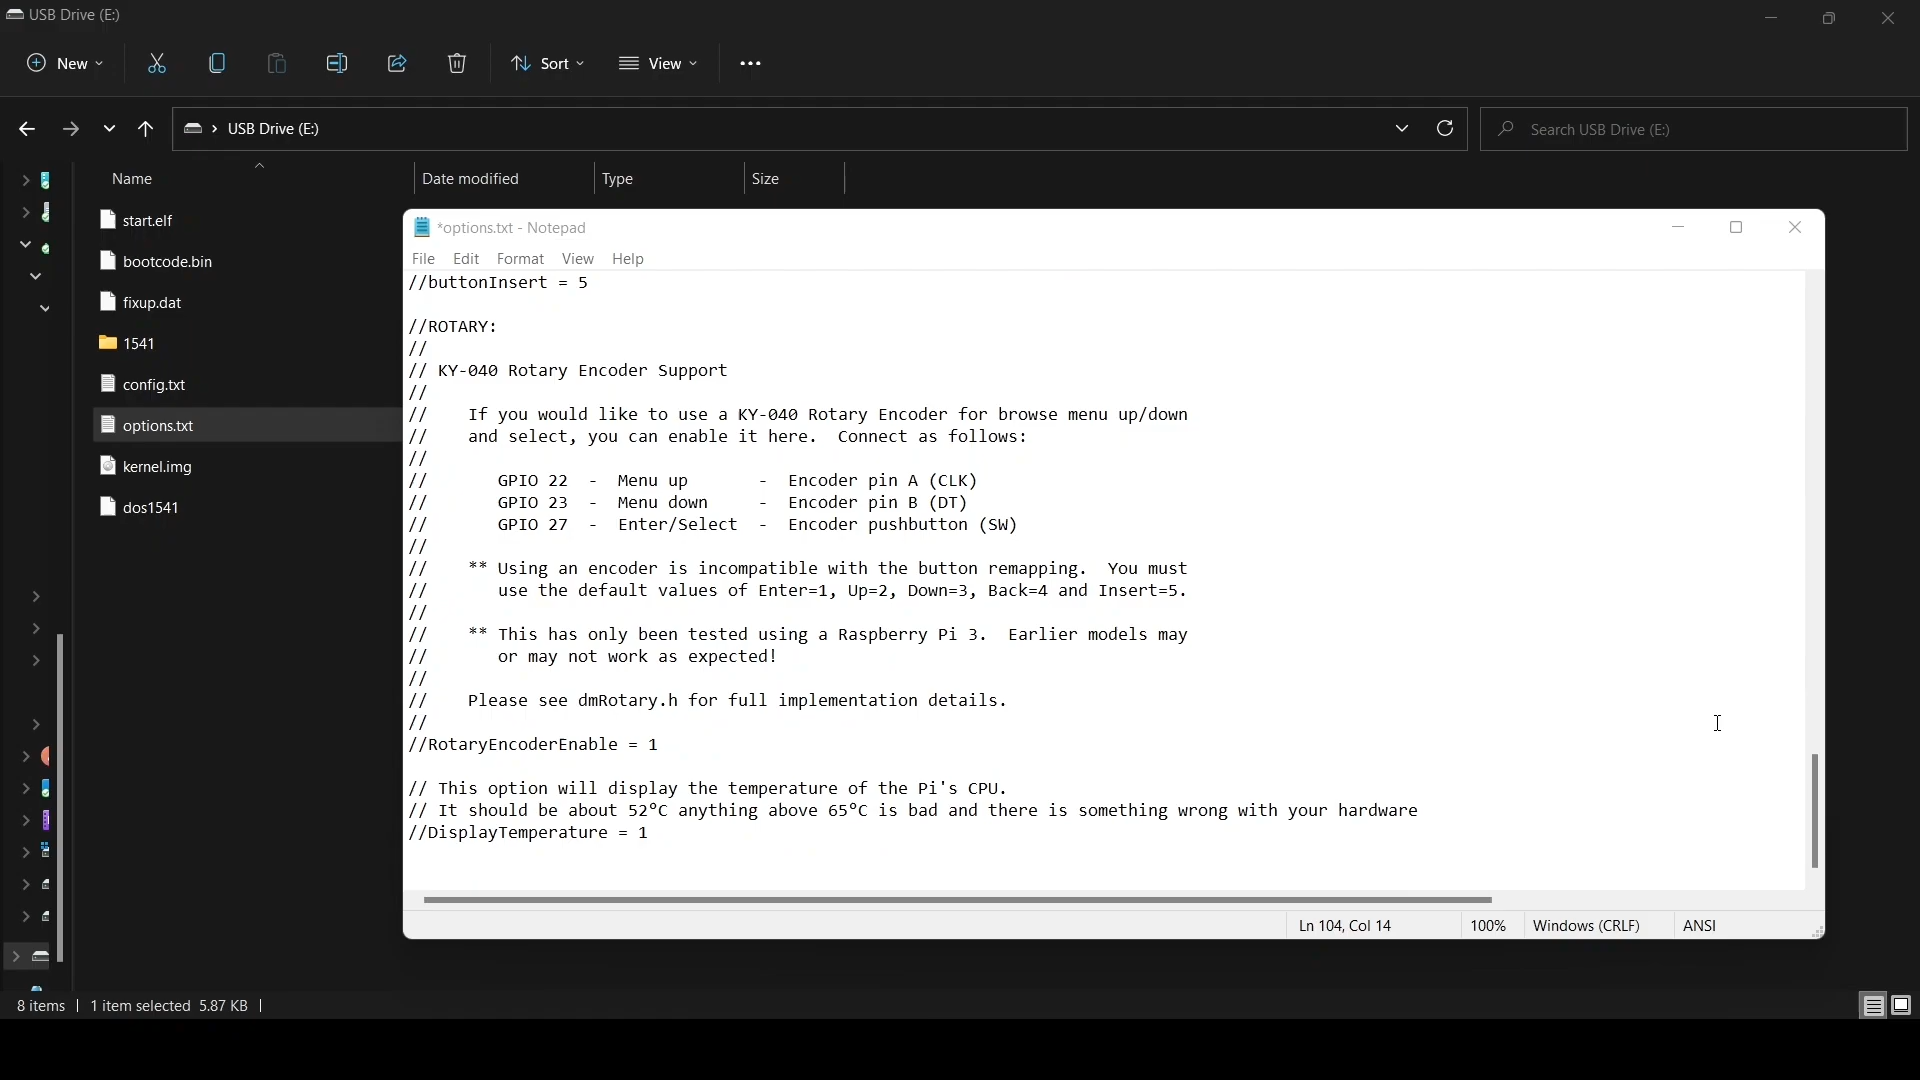 USB Drive (E:)
New
Sort
View
USB Drive (E:)
Search USB Drive (E:)
Name
Date modified
Type
Size
start.elf
bootcode.bin
fixup.dat
1541
config.txt
options.txt
kernel.img
dos1541
*options.txt - Notepad
File Edit Format View Help
//buttonInsert = 5
//ROTARY:
//
// KY-040 Rotary Encoder Support
//
// If you would like to use a KY-040 Rotary Encoder for browse menu up/down
// and select, you can enable it here. Connect as follows:
//
// GPIO 22 - Menu up - Encoder pin A (CLK)
// GPIO 23 - Menu down - Encoder pin B (DT)
// GPIO 27 - Enter/Select - Encoder pushbutton (SW)
//
// ** Using an encoder is incompatible with the button remapping. You must
// use the default values of Enter=1, Up=2, Down=3, Back=4 and Insert=5.
//
// ** This has only been tested using a Raspberry Pi 3. Earlier models may
// or may not work as expected!
//
// Please see dmRotary.h for full implementation details.
//
//RotaryEncoderEnable = 1
// This option will display the temperature of the Pi's CPU.
// It should be about 52°C anything above 65°C is bad and there is something wrong with your hardware
//DisplayTemperature = 1
Ln 104, Col 14
100%
Windows (CRLF)
ANSI
8 items
1 item selected 5.87 KB